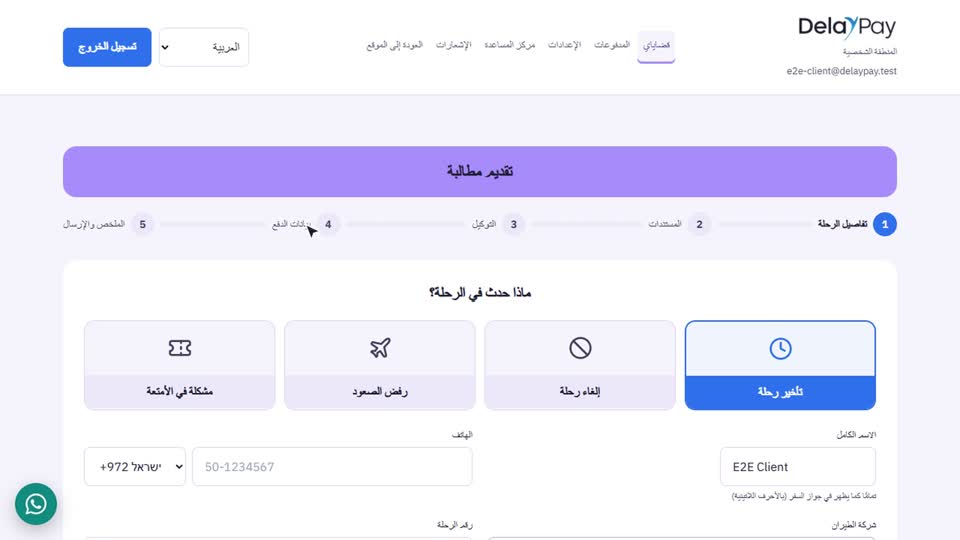 DelayPay
المنطقة الشخصية
e2e-client@delaypay.test
قضاياي
المدفوعات
الإعدادات
مركز المساعدة
الإشعارات
العودة إلى الموقع
العربية
تسجيل الخروج
تقديم مطالبة
1 تفاصيل الرحلة
2 المستندات
3 التوكيل
4 بيانات الدفع
5 الملخص والإرسال
ماذا حدث في الرحلة؟
تأخير رحلة
إلغاء رحلة
رفض الصعود
مشكلة في الأمتعة
الاسم الكامل
الهاتف
E2E Client
50-1234567
ישראל +972
تمامًا كما يظهر في جواز السفر (بالأحرف اللاتينية)
شركة الطيران
رقم الرحلة